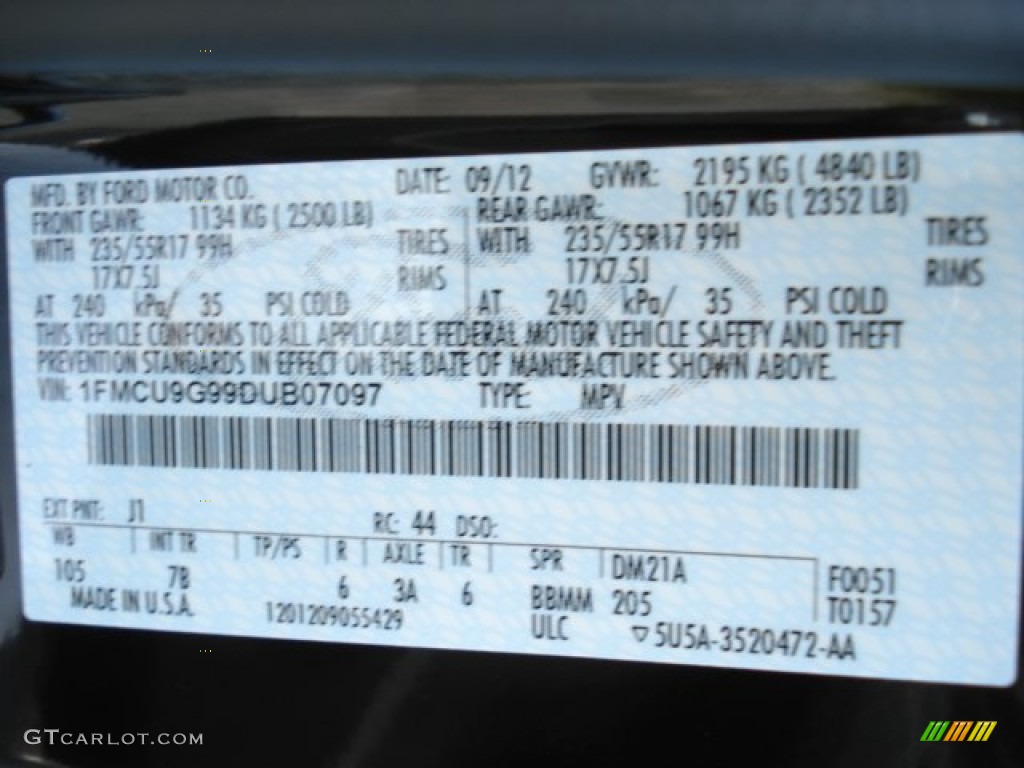 MFD. BY FORD MOTOR CO. DATE: 09/12 GVWR: 2195 KG ( 4840 LB)
FRONT GAWR: 1134 KG ( 2500 LB) REAR GAWR: 1067 KG ( 2352 LB)
WITH 235/55R17 99H TIRES WITH 235/55R17 99H TIRES
17X7.5J RIMS 17X7.5J RIMS
AT 240 kPa/ 35 PSI COLD AT 240 kPa/ 35 PSI COLD
THIS VEHICLE CONFORMS TO ALL APPLICABLE FEDERAL MOTOR VEHICLE SAFETY AND THEFT
PREVENTION STANDARDS IN EFFECT ON THE DATE OF MANUFACTURE SHOWN ABOVE.
VIN: 1FMCU9G99DUB07097 TYPE: MPV
EXT PNT: J1 RC: 44 DSO:
WB INT TR TP/PS R AXLE TR SPR DM21A F0051
105 7B 6 3A 6 BBMM 205 T0157
MADE IN U.S.A. 1201209055429 ULC ▽5U5A-3520472-AA
GTCARLOT.COM